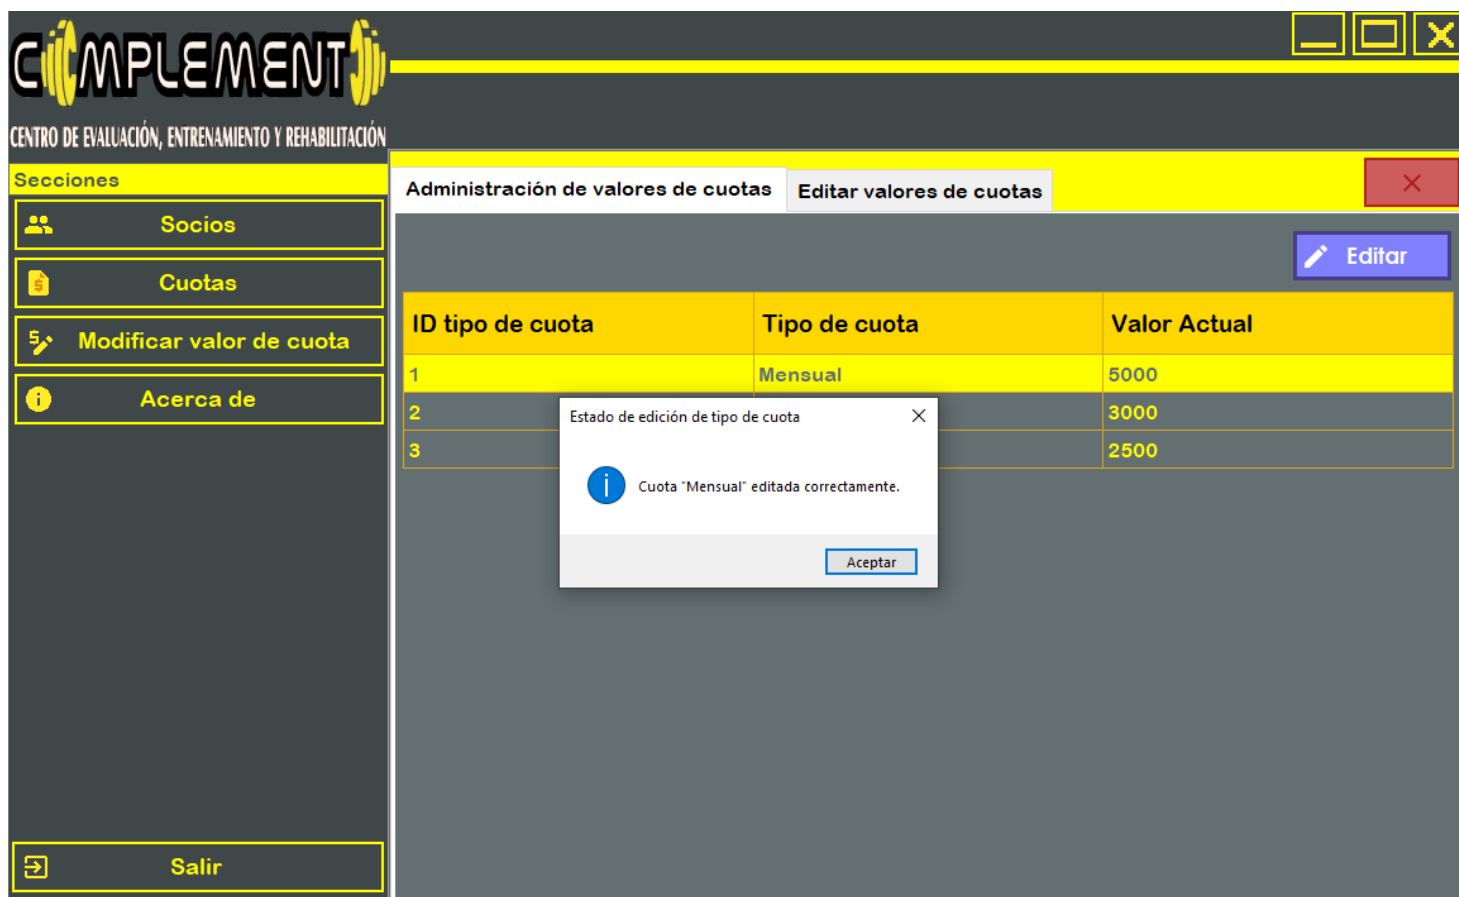 COMPLEMENTO
CENTRO DE EVALUACIÓN, ENTRENAMIENTO Y REHABILITACIÓN
Secciones
Socios
Cuotas
Modificar valor de cuota
Acerca de
Salir
Administración de valores de cuotas
Editar valores de cuotas
Editar
ID tipo de cuota Tipo de cuota Valor Actual
1 Mensual 5000
2 3000
3 2500
Estado de edición de tipo de cuota
Cuota "Mensual" editada correctamente.
Aceptar